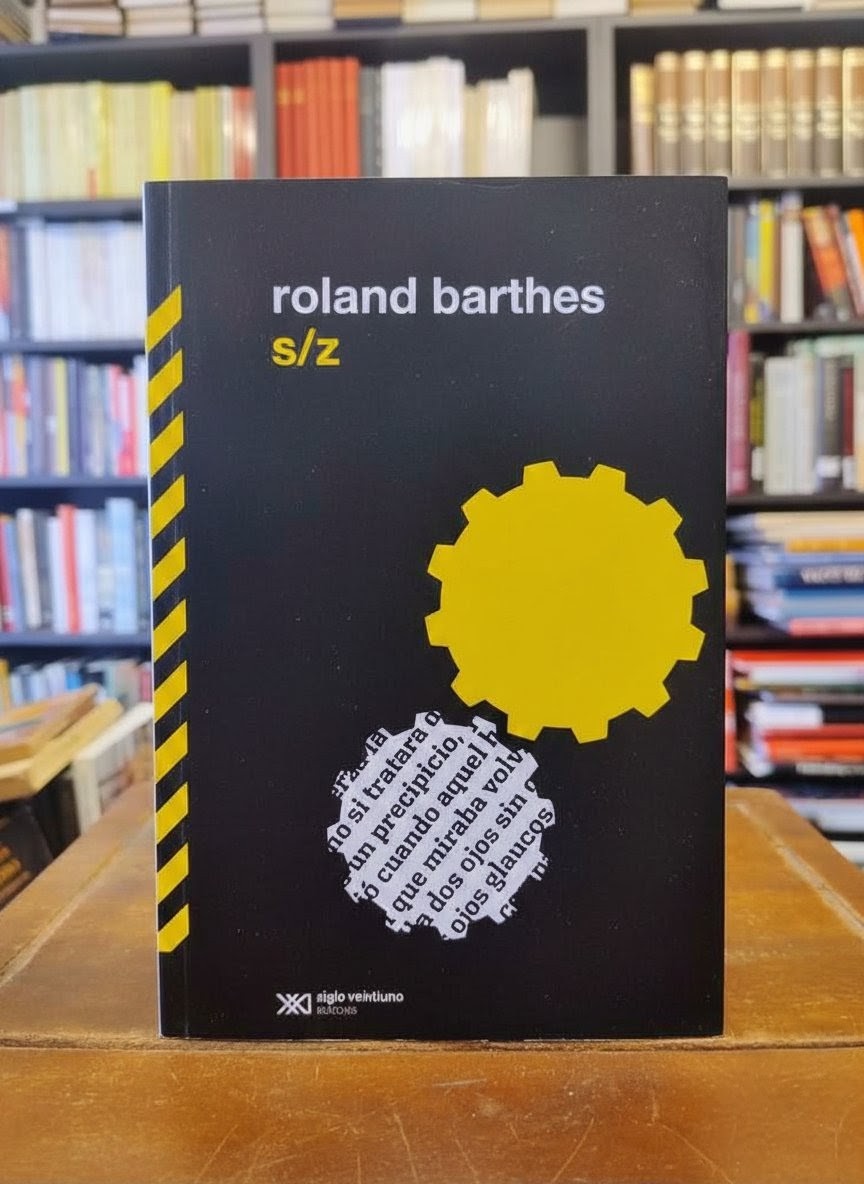 roland barthes
s/z
no si tratara o
un precipicio,
ió cuando aquel h
que miraba volv
a dos ojos sin
ojos glaucos
siglo veintiuno